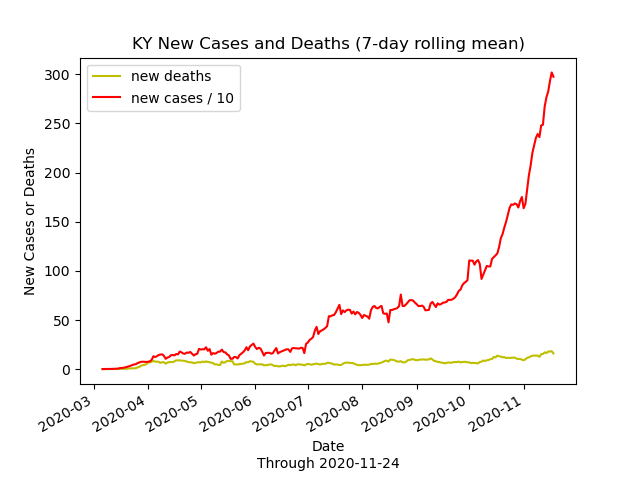 KY New Cases and Deaths (7-day rolling mean)
new deaths
new cases / 10
300
250
200
150
100
50
0
New Cases or Deaths
2020-03
2020-04
2020-05
2020-06
2020-07
2020-08
2020-09
2020-10
2020-11
Date
Through 2020-11-24